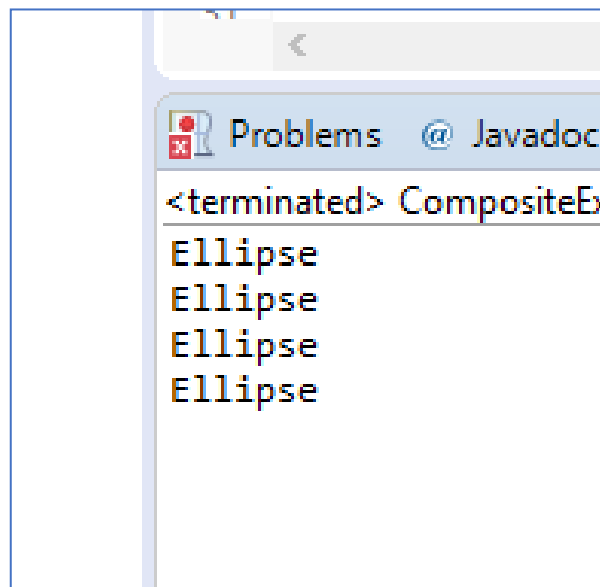 Problems @ Javadoc
<terminated> CompositeEx
Ellipse
Ellipse
Ellipse
Ellipse